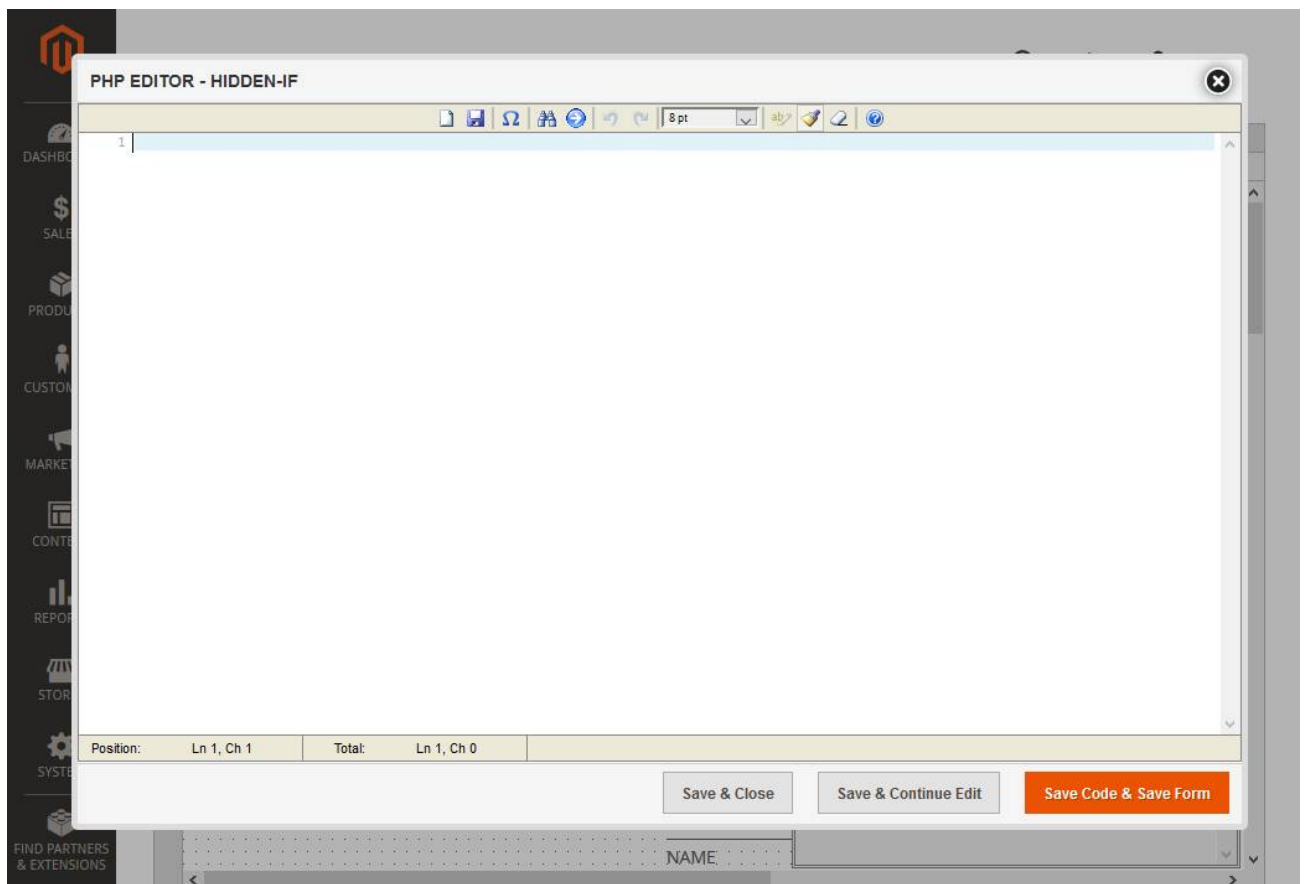 PHP EDITOR - HIDDEN-IF
8 pt
1
DASHBO
SALE
PRODU
CUSTOM
MARKET
CONTE
REPOR
STOR
SYSTE
FIND PARTNERS
& EXTENSIONS
Position: Ln 1, Ch 1 Total: Ln 1, Ch 0
Save & Close Save & Continue Edit Save Code & Save Form
NAME